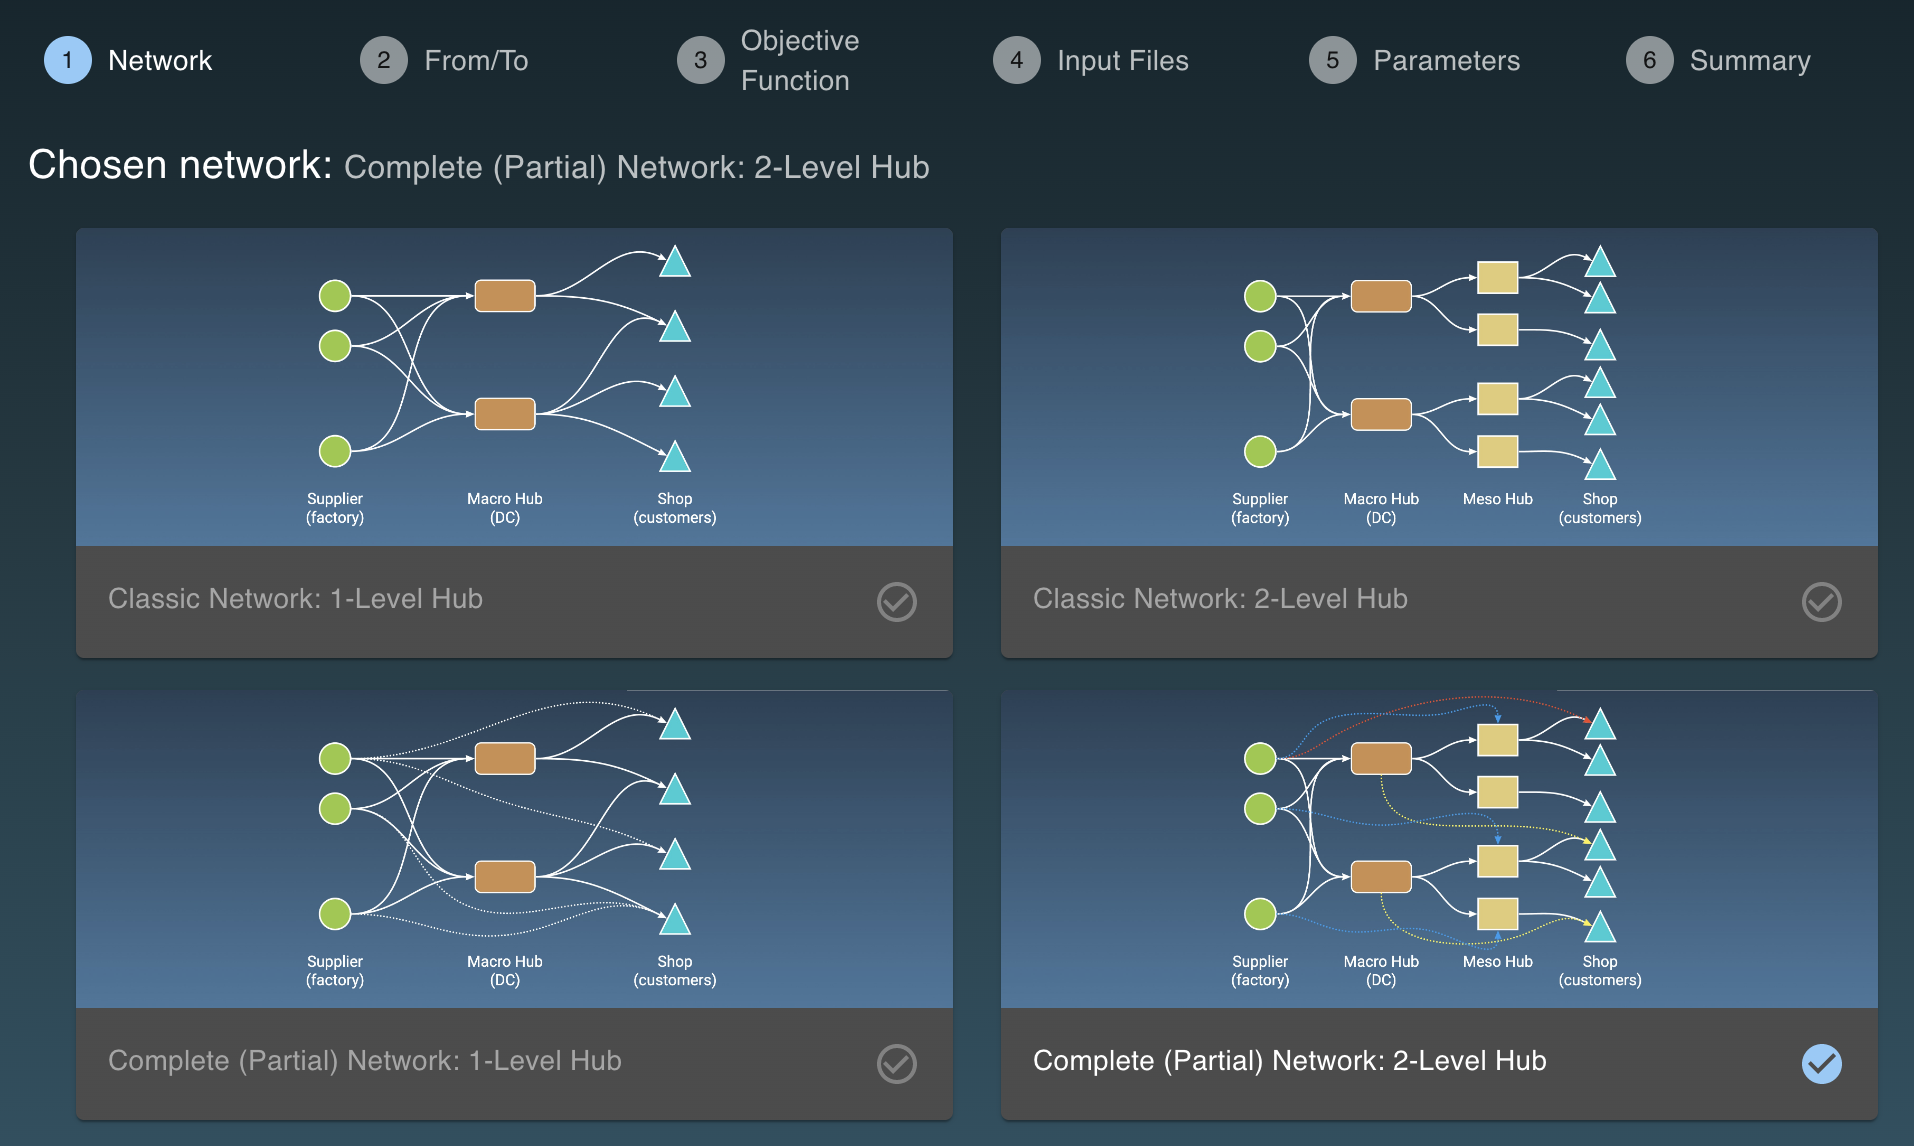 1 Network
2 From/To
3 Objective
Function
4 Input Files
5 Parameters
6 Summary
Chosen network: Complete (Partial) Network: 2-Level Hub
Supplier
(factory)
Macro Hub
(DC)
Shop
(customers)
Classic Network: 1-Level Hub
Supplier
(factory)
Macro Hub
(DC)
Meso Hub
Shop
(customers)
Classic Network: 2-Level Hub
Supplier
(factory)
Macro Hub
(DC)
Shop
(customers)
Complete (Partial) Network: 1-Level Hub
Supplier
(factory)
Macro Hub
(DC)
Meso Hub
Shop
(customers)
Complete (Partial) Network: 2-Level Hub